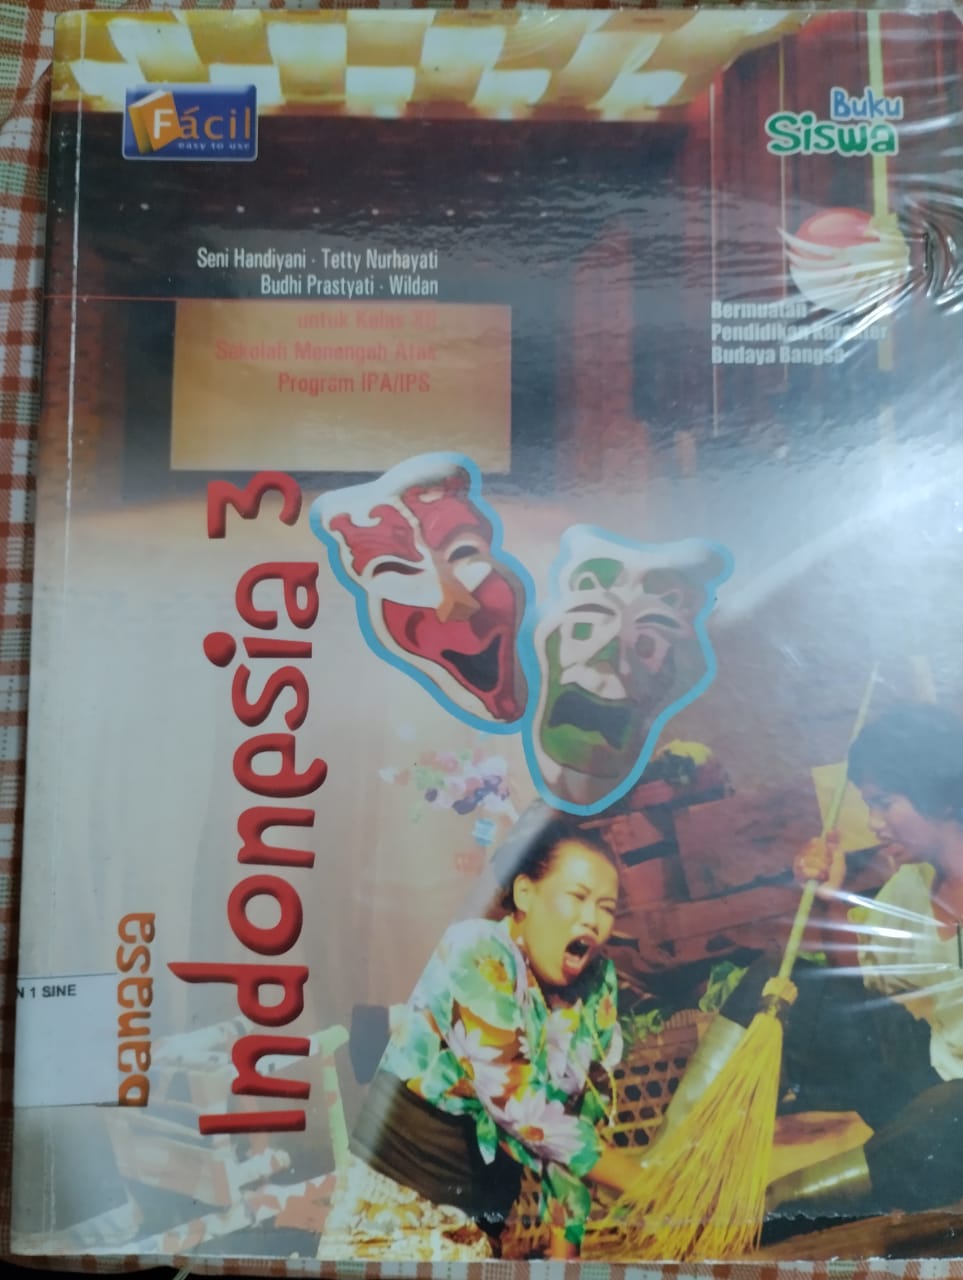 Fácil
easy to use
Buku
Siswa
Seni Handiyani · Tetty Nurhayati
Budhi Prastyati · Wildan
untuk Kelas XII
Sekolah Menengah Atas
Program IPA/IPS
Bermuatan
Pendidikan Karakter
Budaya Bangsa
Bahasa
Indonesia 3
N 1 SINE